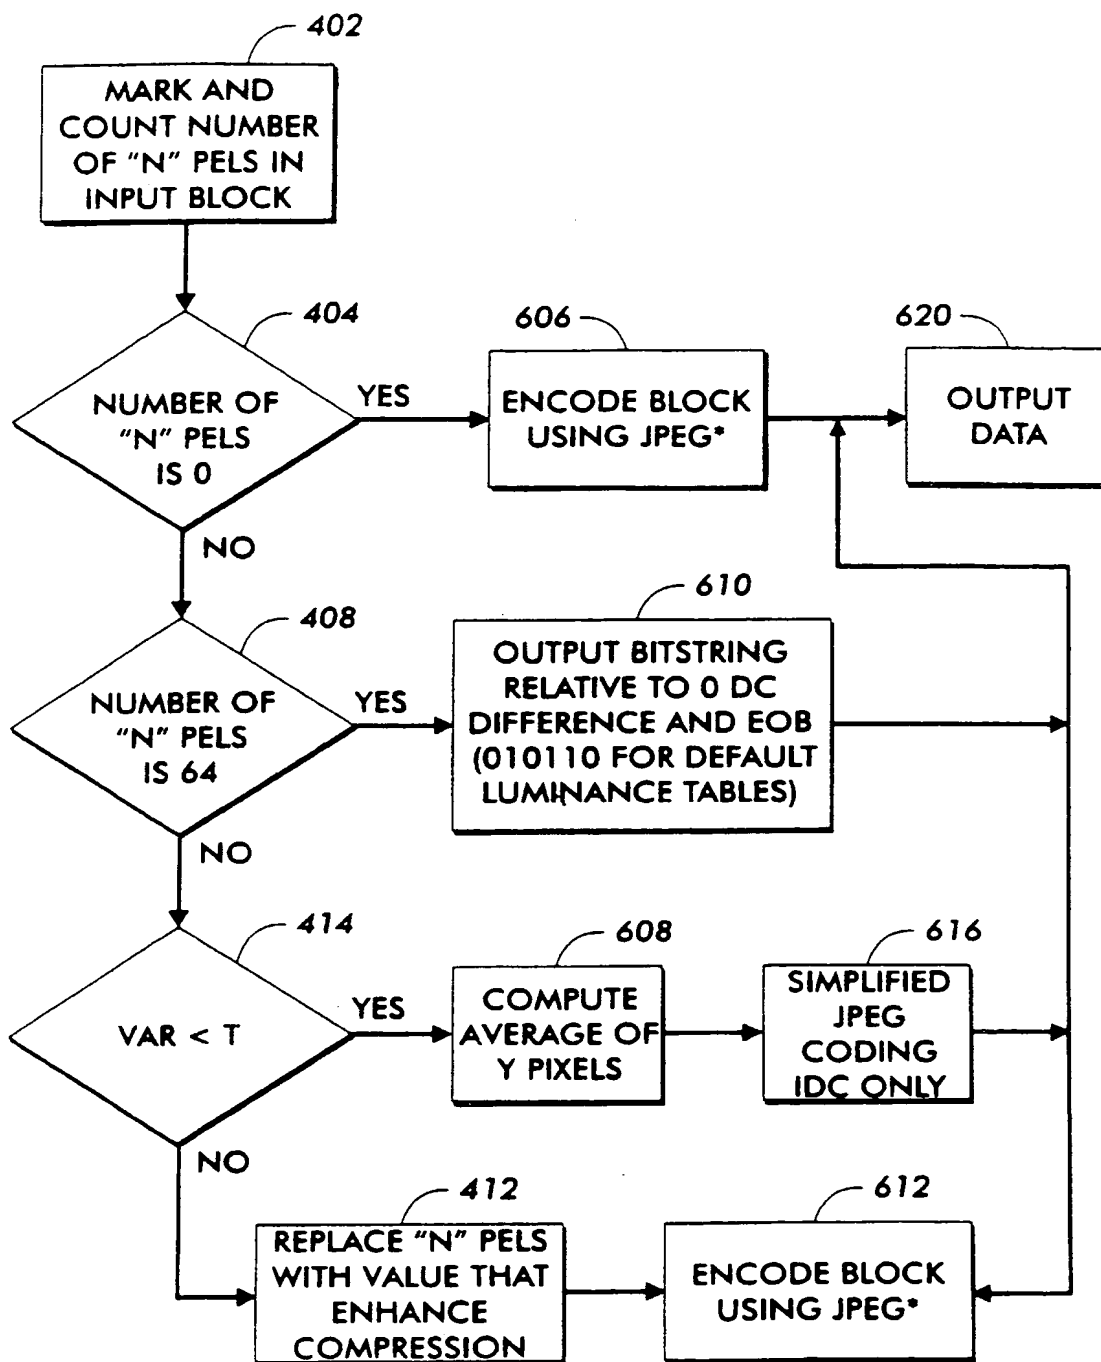 402
MARK AND
COUNT NUMBER
OF "N" PELS IN
INPUT BLOCK
404
NUMBER OF
"N" PELS
IS 0
YES
NO
606
ENCODE BLOCK
USING JPEG*
620
OUTPUT
DATA
408
NUMBER OF
"N" PELS
IS 64
YES
NO
610
OUTPUT BITSTRING
RELATIVE TO 0 DC
DIFFERENCE AND EOB
(010110 FOR DEFAULT
LUMINANCE TABLES)
414
VAR < T
YES
NO
608
COMPUTE
AVERAGE OF
Y PIXELS
616
SIMPLIFIED
JPEG
CODING
IDC ONLY
412
REPLACE "N" PELS
WITH VALUE THAT
ENHANCE
COMPRESSION
612
ENCODE BLOCK
USING JPEG*